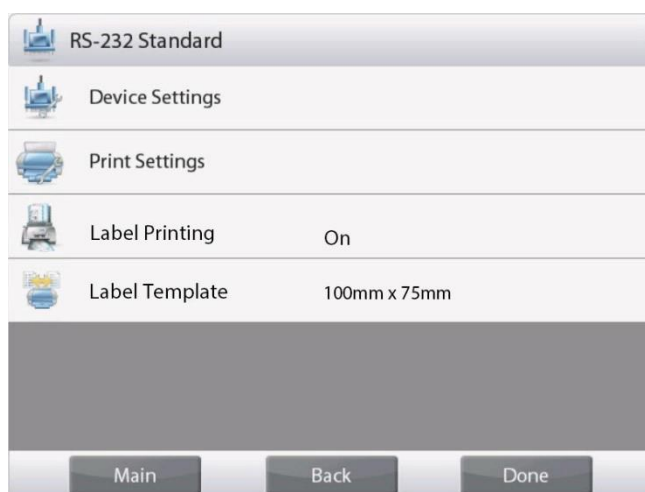 RS-232 Standard
Device Settings
Print Settings
Label Printing On
Label Template 100mm x 75mm
Main Back Done